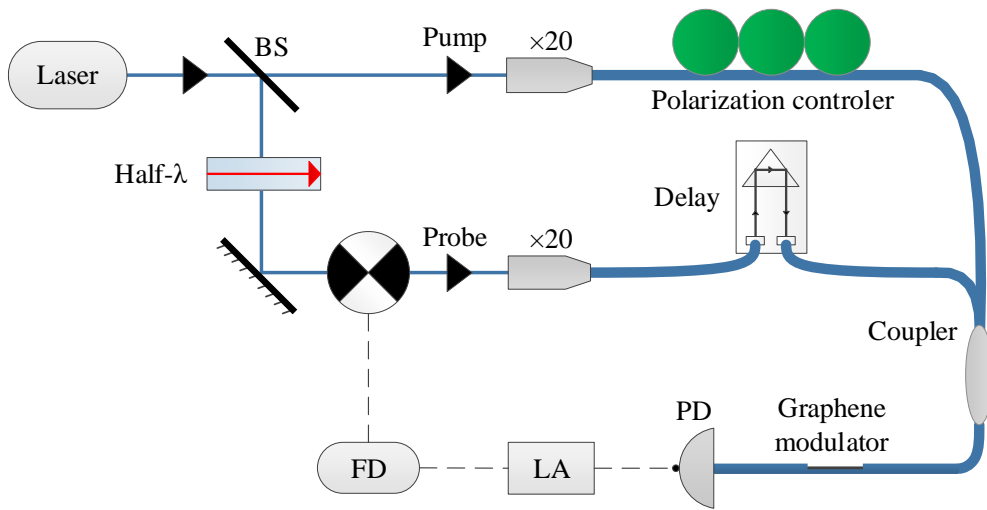 Laser
BS
Pump
×20
Polarization controler
Half-λ
Delay
Probe
×20
Coupler
PD
Graphene
modulator
FD
LA